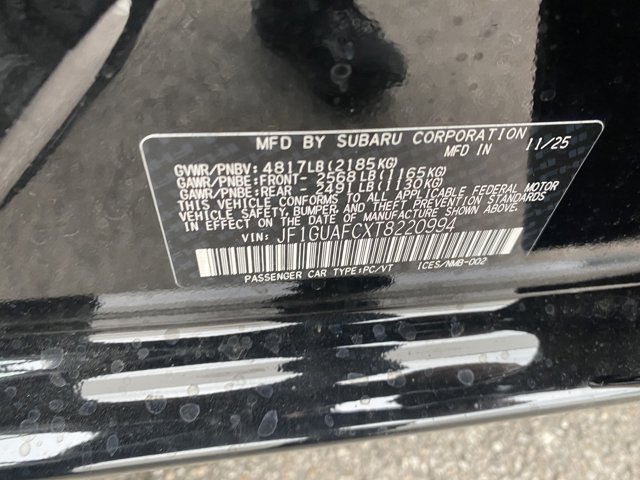 MFD BY SUBARU CORPORATION
MFD IN 11/25
GVWR/PNBV: 4817LB(2185KG)
GAWR/PNBE:FRONT- 2568LB(1165KG)
GAWR/PNBE:REAR - 2491LB(1130KG)
THIS VEHICLE CONFORMS TO ALL APPLICABLE FEDERAL MOTOR
VEHICLE SAFETY, BUMPER, AND THEFT PREVENTION STANDARDS
IN EFFECT ON THE DATE OF MANUFACTURE SHOWN ABOVE.
VIN: JF1GUAFCXT8220994
PASSENGER CAR TYPE:PC/VT ICES/NMB-002